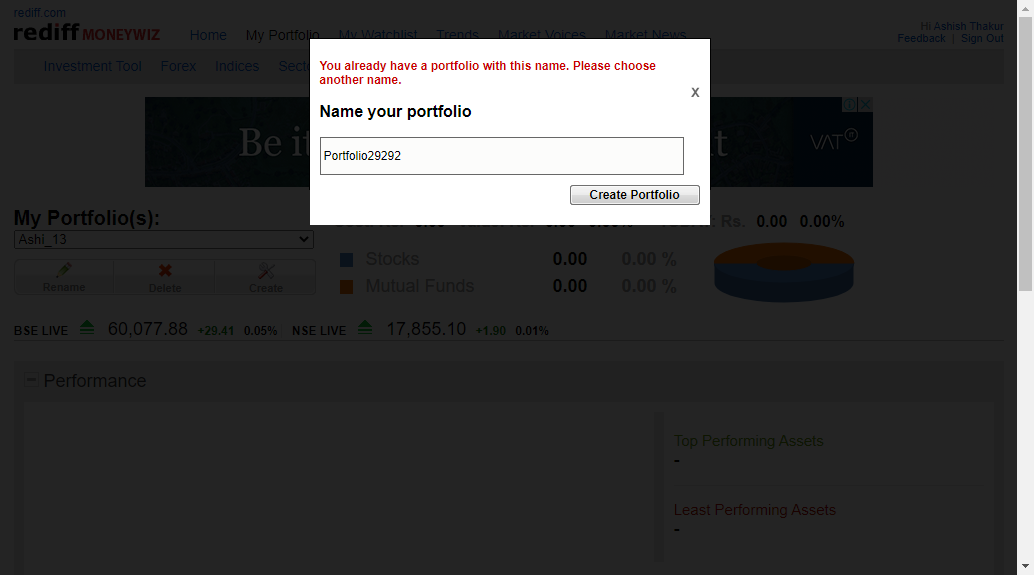 rediff.com
rediff MONEYWIZ
Home My Portfolio My Watchlist Trends Market Voices Market News
Hi Ashish Thakur
Feedback | Sign Out
Investment Tool Forex Indices
You already have a portfolio with this name. Please choose
another name.
X
Name your portfolio
Portfolio29292
Create Portfolio
Be it
VAT
My Portfolio(s):
Ashi_13
Rs. 0.00 0.00%
Rename Delete Create
Stocks 0.00 0.00 %
Mutual Funds 0.00 0.00 %
BSE LIVE 60,077.88 +29.41 0.05% NSE LIVE 17,855.10 +1.90 0.01%
Performance
Top Performing Assets
-
Least Performing Assets
-